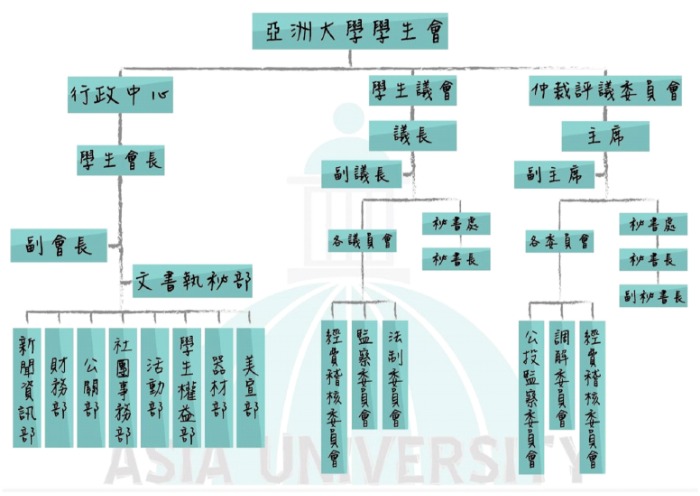 亞洲大學學生會
行政中心
學生會長
副會長
文書執秘部
新聞資訊部
財務部
公關部
社團事務部
活動部
學生權益部
器材部
美宣部
學生議會
議長
副議長
各議員會
秘書處
秘書長
經費稽核委員會
監察委員會
法制委員會
仲裁評議委員會
主席
副主席
各委員會
秘書處
秘書長
副秘書長
公投監察委員會
調解委員會
經費稽核委員會
ASIA UNIVERSITY